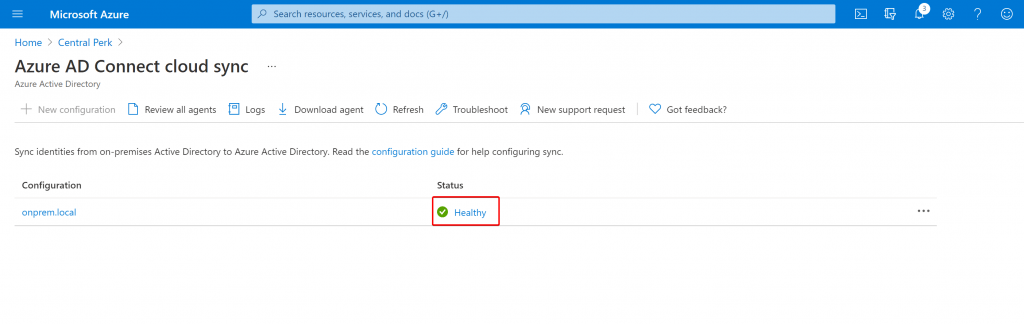 Microsoft Azure
Search resources, services, and docs (G+/)
3
Home > Central Perk >
Azure AD Connect cloud sync ...
Azure Active Directory
+ New configuration Review all agents Logs Download agent Refresh Troubleshoot New support request Got feedback?
Sync identities from on-premises Active Directory to Azure Active Directory. Read the configuration guide for help configuring sync.
Configuration Status
onprem.local Healthy ...